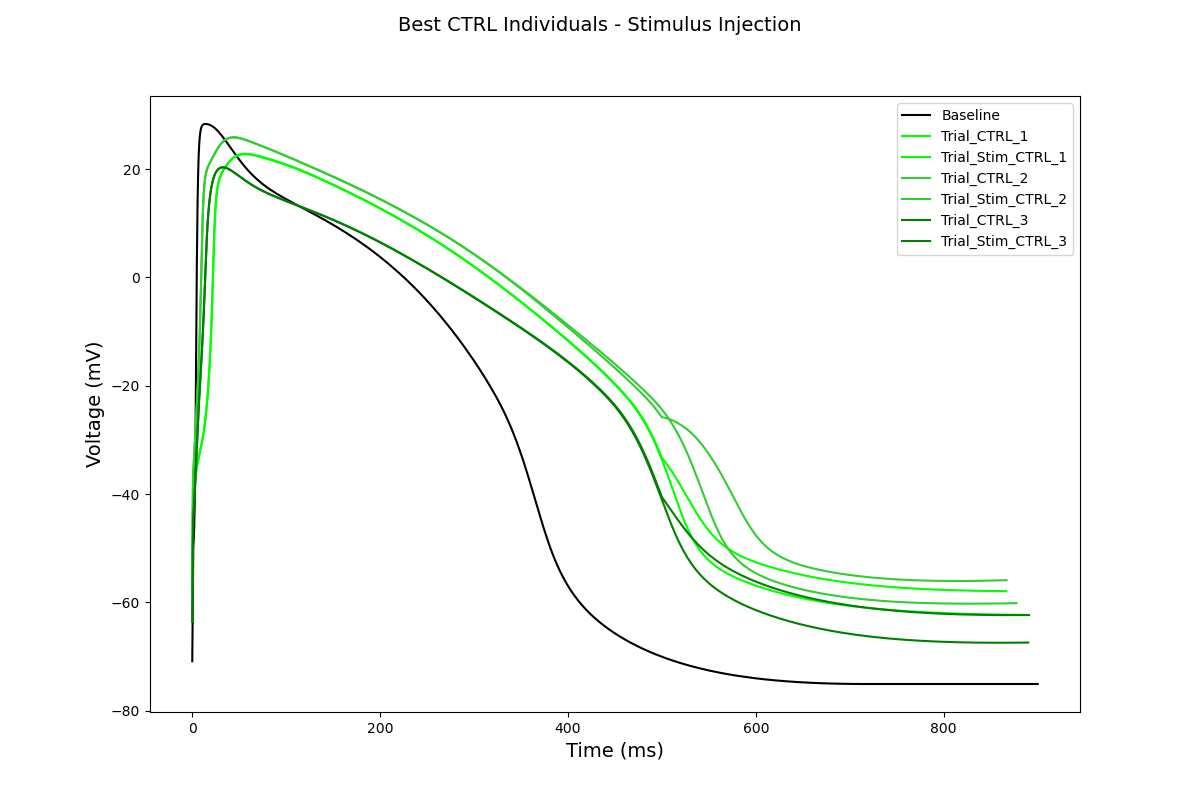 Best CTRL Individuals - Stimulus Injection
Baseline
Trial_CTRL_1
Trial_Stim_CTRL_1
Trial_CTRL_2
Trial_Stim_CTRL_2
Trial_CTRL_3
Trial_Stim_CTRL_3
20
0
−20
−40
−60
−80
Voltage (mV)
0
200
400
600
800
Time (ms)